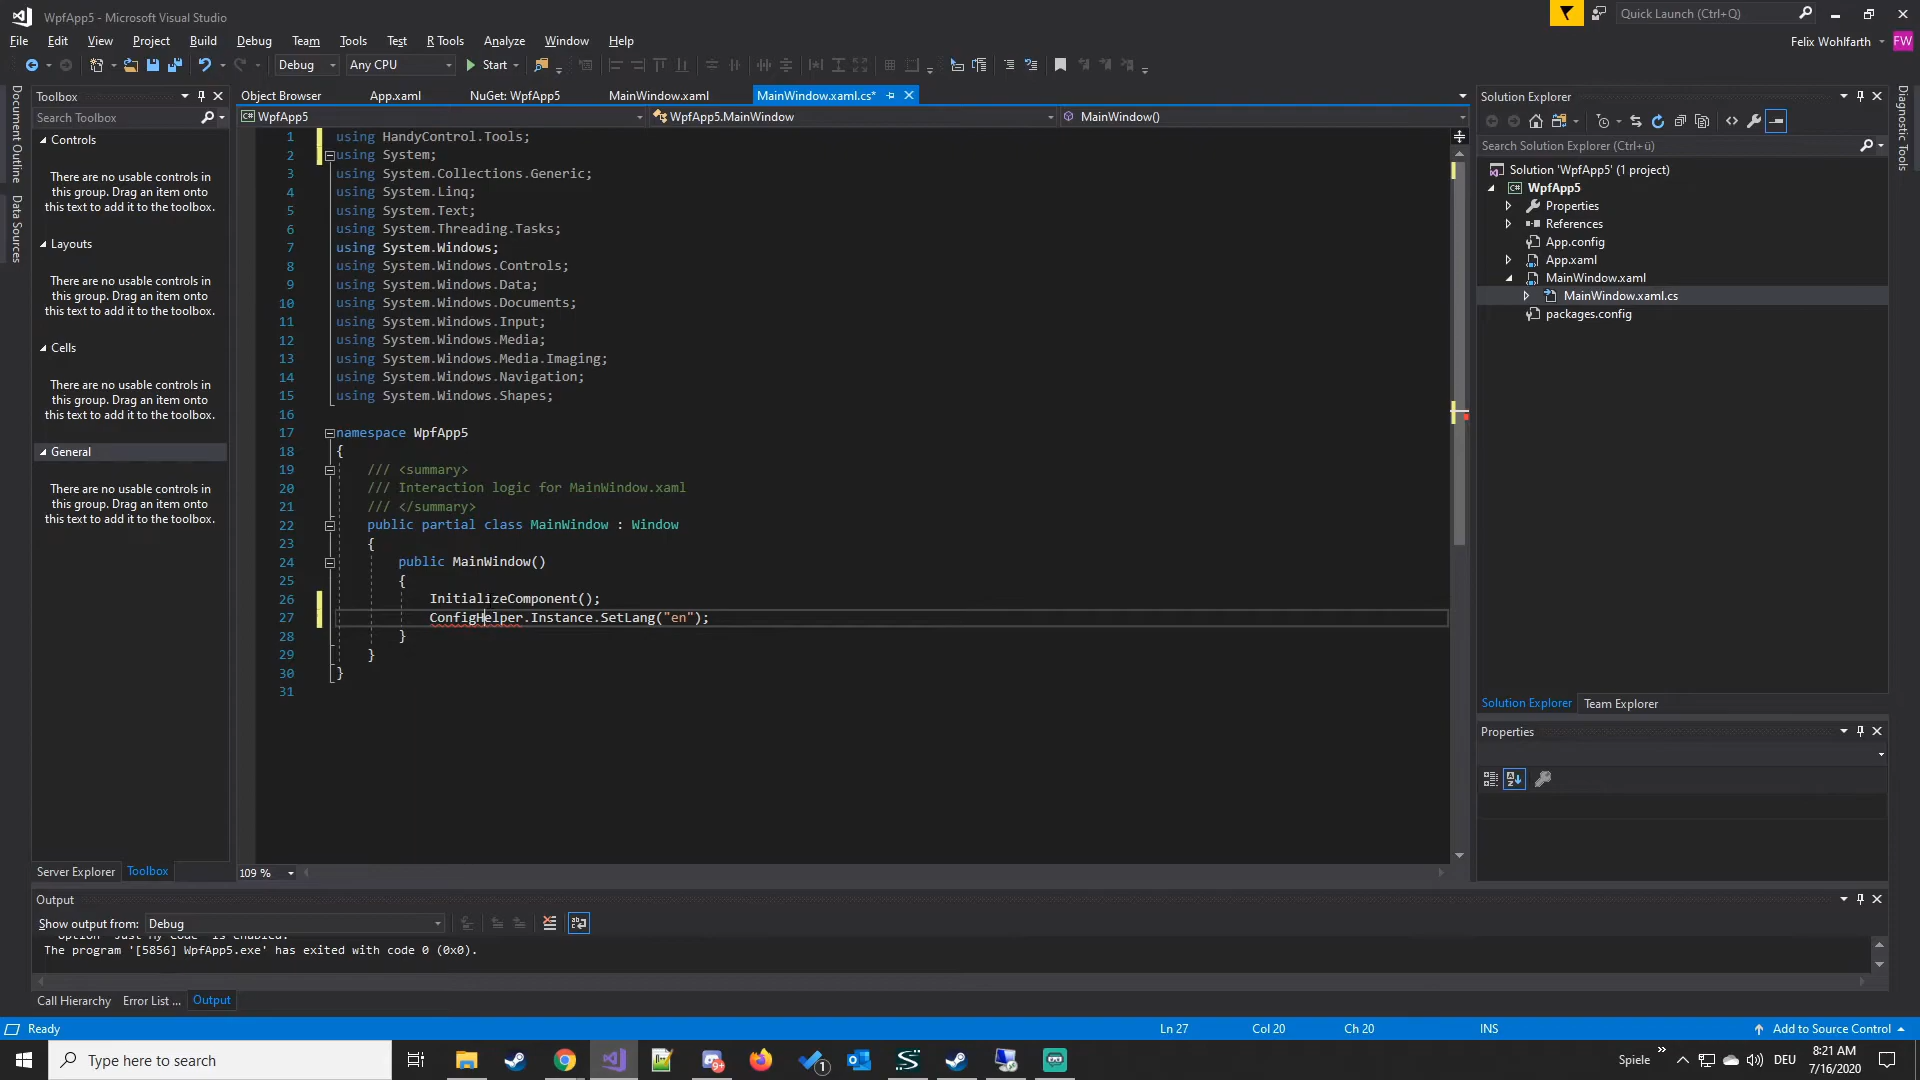 WpfApp5 - Microsoft Visual Studio
Quick Launch (Ctrl+Q)
File Edit View Project Build Debug Team Tools Test R Tools Analyze Window Help
Felix Wohlfarth FW
Debug Any CPU Start
Document Outline
Data Sources
Toolbox
Search Toolbox
Controls
There are no usable controls in
this group. Drag an item onto
this text to add it to the toolbox.
Layouts
There are no usable controls in
this group. Drag an item onto
this text to add it to the toolbox.
Cells
There are no usable controls in
this group. Drag an item onto
this text to add it to the toolbox.
General
There are no usable controls in
this group. Drag an item onto
this text to add it to the toolbox.
Server Explorer Toolbox
Object Browser App.xaml NuGet: WpfApp5 MainWindow.xaml MainWindow.xaml.cs*
WpfApp5 WpfApp5.MainWindow MainWindow()
1 using HandyControl.Tools;
2 using System;
3 using System.Collections.Generic;
4 using System.Linq;
5 using System.Text;
6 using System.Threading.Tasks;
7 using System.Windows;
8 using System.Windows.Controls;
9 using System.Windows.Data;
10 using System.Windows.Documents;
11 using System.Windows.Input;
12 using System.Windows.Media;
13 using System.Windows.Media.Imaging;
14 using System.Windows.Navigation;
15 using System.Windows.Shapes;
16
17 namespace WpfApp5
18 {
19 /// <summary>
20 /// Interaction logic for MainWindow.xaml
21 /// </summary>
22 public partial class MainWindow : Window
23 {
24 public MainWindow()
25 {
26 InitializeComponent();
27 ConfigHelper.Instance.SetLang("en");
28 }
29 }
30 }
31
109 %
Solution Explorer
Search Solution Explorer (Ctrl+ü)
Solution 'WpfApp5' (1 project)
WpfApp5
Properties
References
App.config
App.xaml
MainWindow.xaml
MainWindow.xaml.cs
packages.config
Solution Explorer Team Explorer
Properties
Diagnostic Tools
Output
Show output from: Debug
Option 'Just My Code' is enabled.
The program '[5856] WpfApp5.exe' has exited with code 0 (0x0).
Call Hierarchy Error List ... Output
Ready Ln 27 Col 20 Ch 20 INS Add to Source Control
Type here to search
9+
1
Spiele
DEU
8:21 AM
7/16/2020